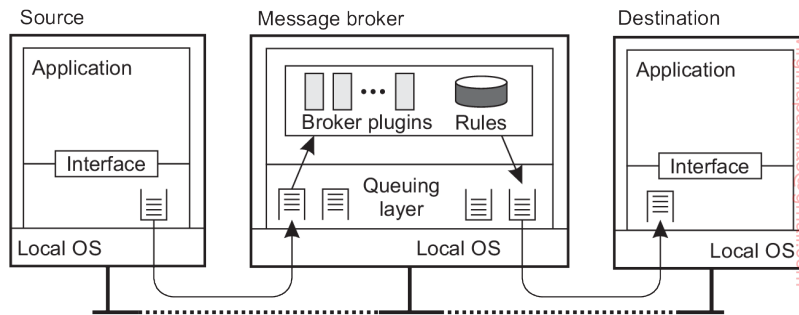 Source
Message broker
Destination
Application
Application
Broker plugins
Rules
Interface
Interface
Queuing
layer
Local OS
Local OS
Local OS